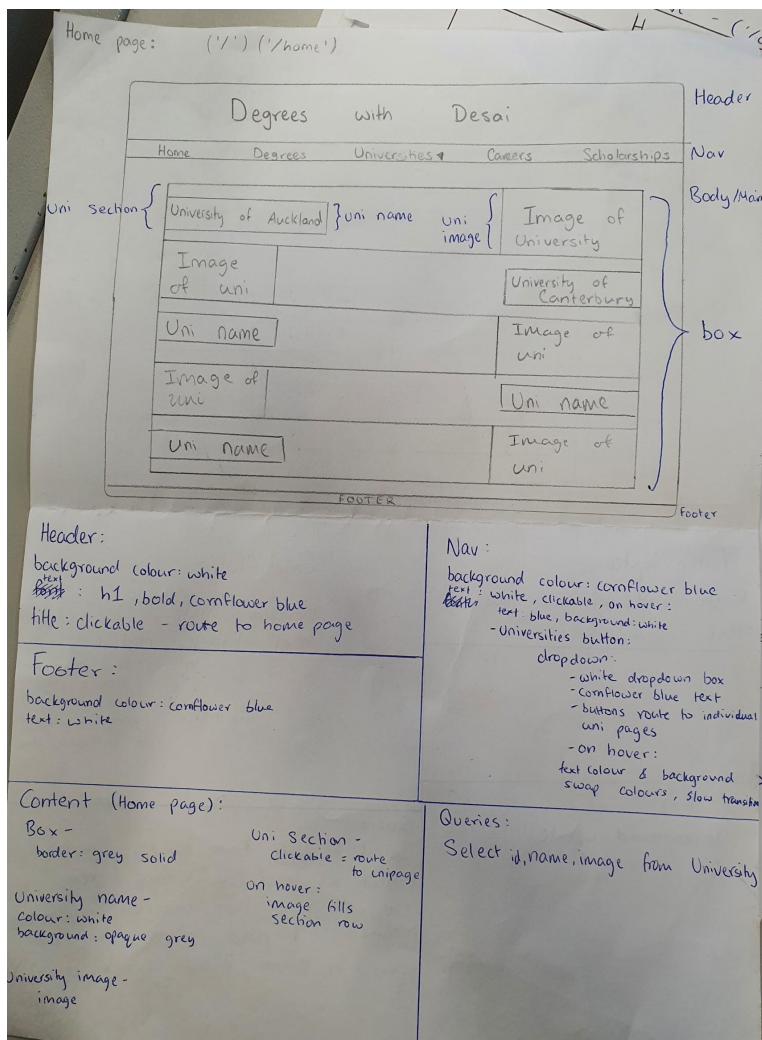 Home page: ('/') ('/home')
Header
Degrees with Desai
Home Degrees Universities Careers Scholarships
Nav
Body/Main
Uni section
University of Auckland
uni name
uni image
Image of University
Image of uni
University of Canterbury
box
Uni name
Image of uni
Image of uni
Uni name
Uni name
Image of uni
FOOTER
Footer
Header:
background colour: white
text : h1, bold, cornflower blue
title: clickable - route to home page
Footer:
background colour: cornflower blue
text: white
Nav:
background colour: cornflower blue
text: white, clickable, on hover:
text: blue, background: white
- Universities button:
dropdown:
- white dropdown box
- cornflower blue text
- buttons route to individual
uni pages
- on hover:
text colour & background
swap colours, slow transition
Content (Home page):
Box -
border: grey solid
University name -
colour: white
background: opaque grey
University image -
image
Uni Section -
clickable = route
to unipage
on hover:
image fills
section row
Queries:
Select id, name, image from University